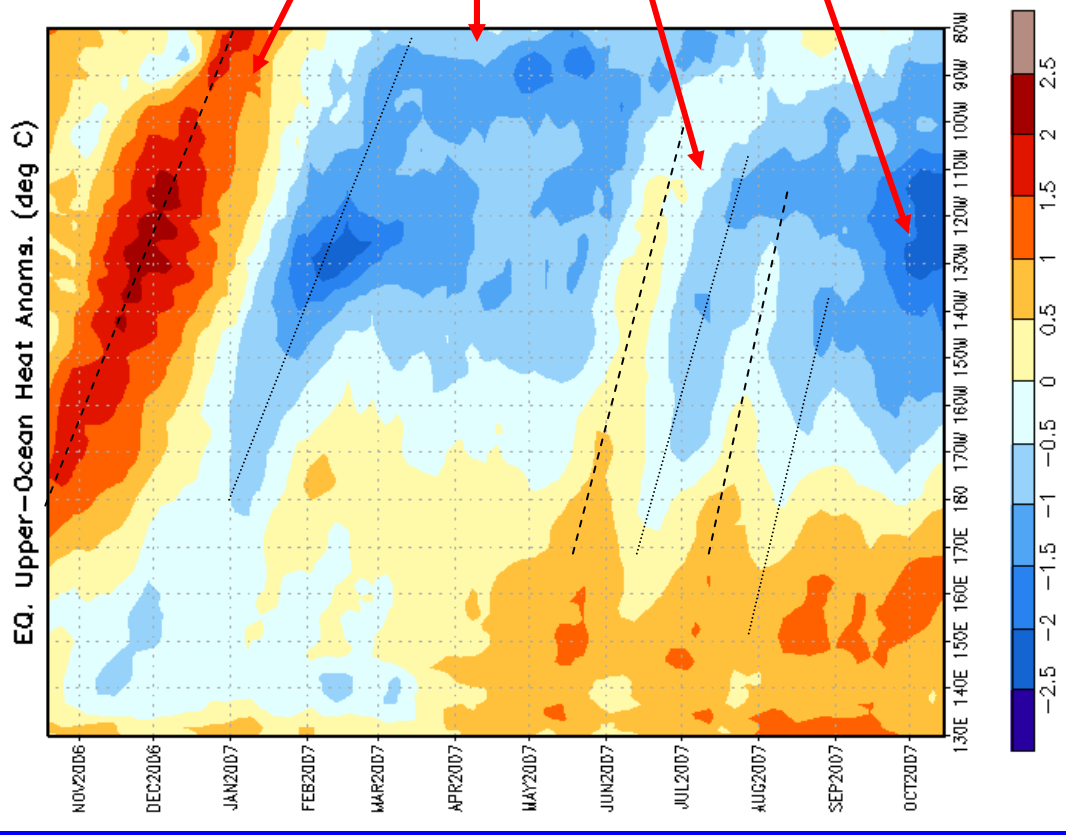 EQ. Upper-Ocean Heat Anoms. (deg C)
NOV2006
DEC2006
JAN2007
FEB2007
MAR2007
APR2007
MAY2007
JUN2007
JUL2007
AUG2007
SEP2007
OCT2007
130E 140E 150E 160E 170E 180 170W 160W 150W 140W 130W 120W 110W 100W 90W 80W
-2.5 -2 -1.5 -1 -0.5 0 0.5 1 1.5 2 2.5